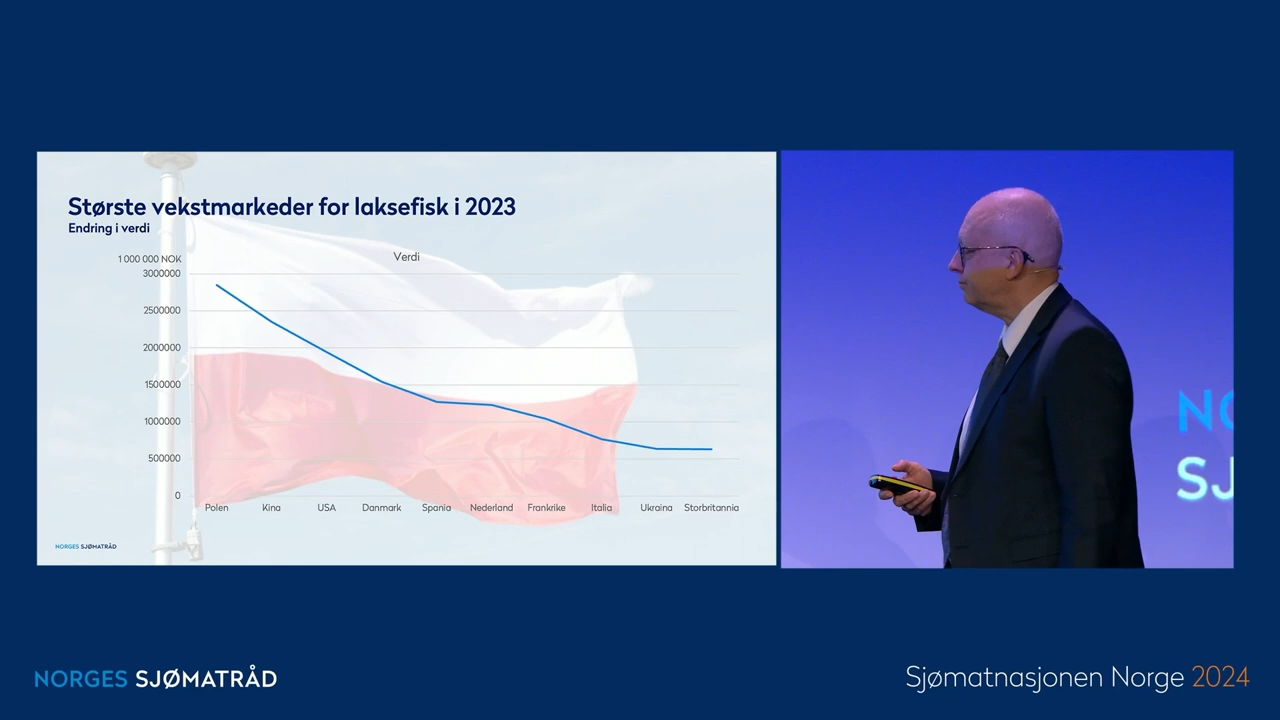 Største vekstmarkeder for laksefisk i 2023
Endring i verdi
Verdi
1 000 000 NOK
3000000
2500000
2000000
1500000
1000000
500000
0
Polen Kina USA Danmark Spania Nederland Frankrike Italia Ukraina Storbritannia
NORGES SJØMATRÅD
NO
SJ
NORGES SJØMATRÅD
Sjømatnasjonen Norge 2024